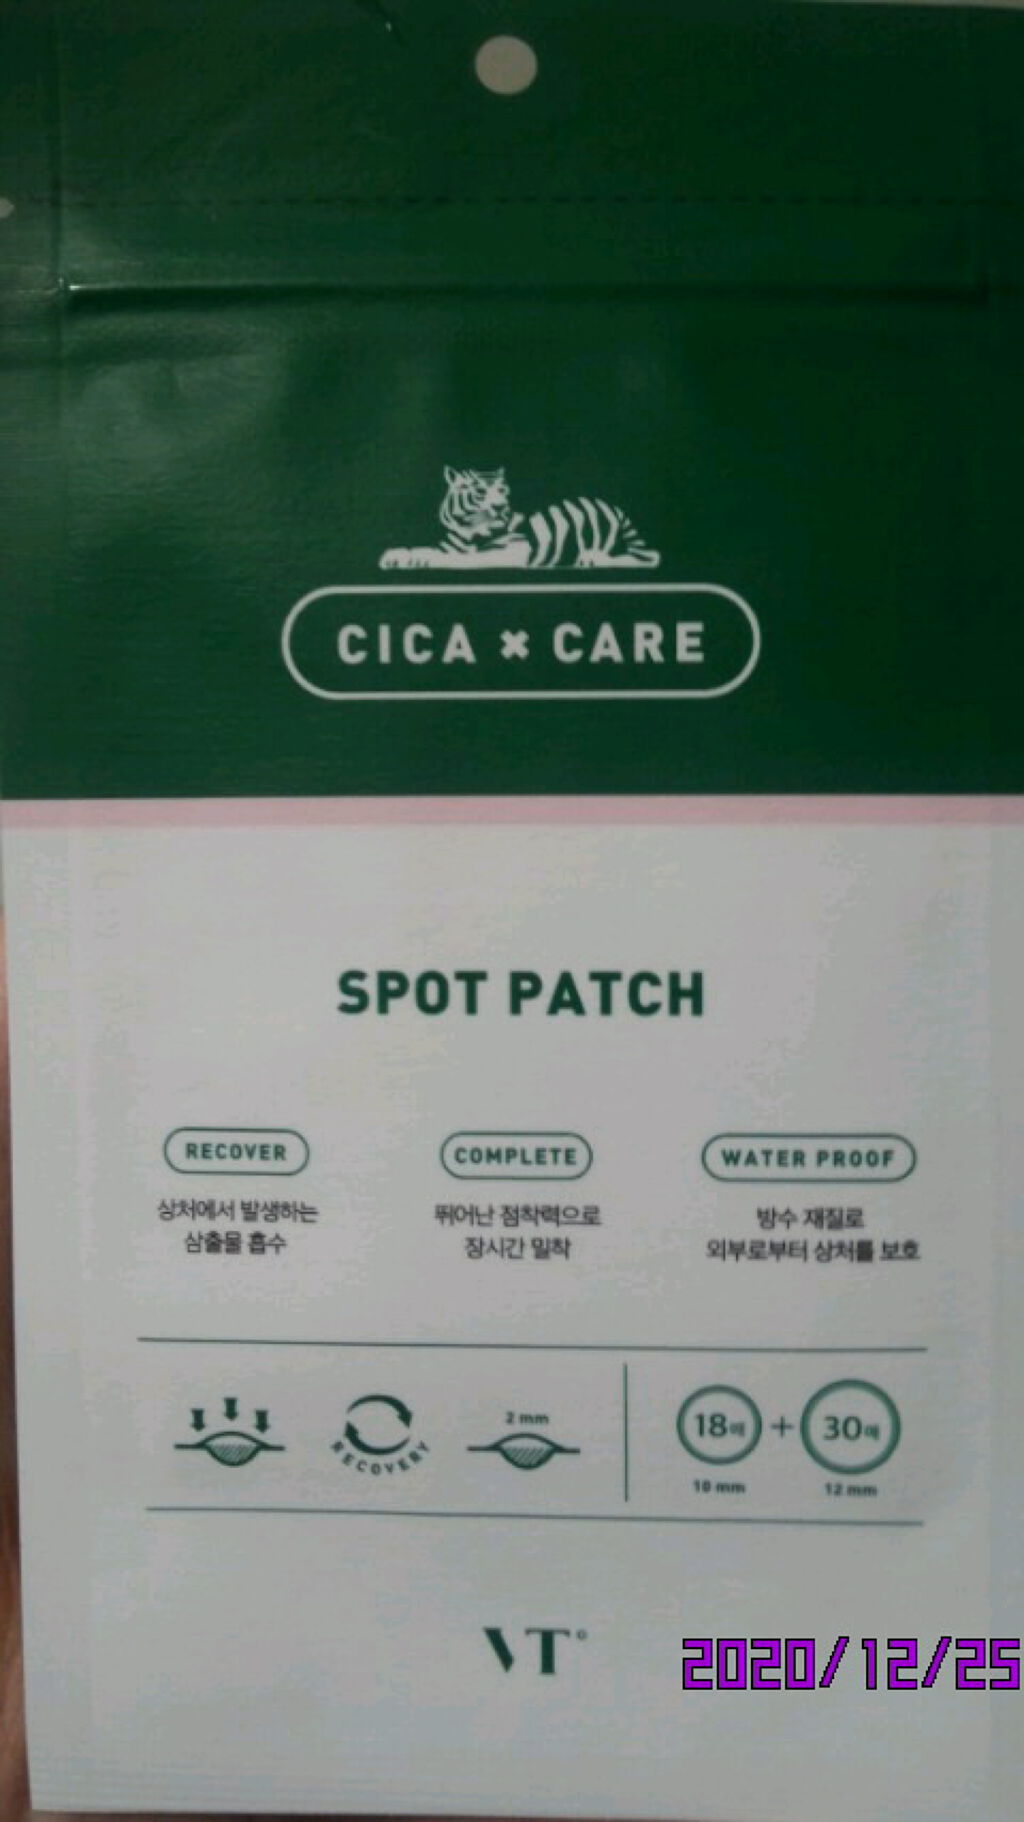 CICA × CARE
SPOT PATCH
RECOVER
상처에서 발생하는
삼출물 흡수
COMPLETE
뛰어난 점착력으로
장시간 밀착
WATER PROOF
방수 재질로
외부로부터 상처를 보호
RECOVERY
2 mm
18매 + 30매
10 mm 12 mm
VT
2020/12/25